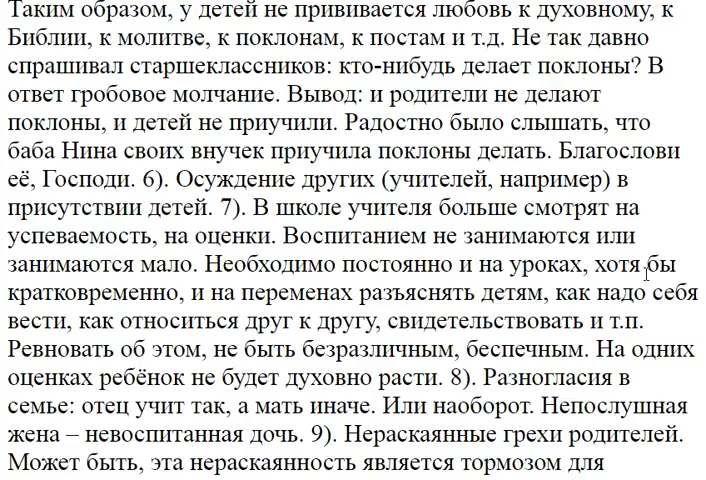 Таким образом, у детей не прививается любовь к духовному, к
Библии, к молитве, к поклонам, к постам и т.д. Не так давно
спрашивал старшеклассников: кто-нибудь делает поклоны? В
ответ гробовое молчание. Вывод: и родители не делают
поклоны, и детей не приучили. Радостно было слышать, что
баба Нина своих внучек приучила поклоны делать. Благослови
её, Господи. 6). Осуждение других (учителей, например) в
присутствии детей. 7). В школе учителя больше смотрят на
успеваемость, на оценки. Воспитанием не занимаются или
занимаются мало. Необходимо постоянно и на уроках, хотя бы
кратковременно, и на переменах разъяснять детям, как надо себя
вести, как относиться друг к другу, свидетельствовать и т.п.
Ревновать об этом, не быть безразличным, беспечным. На одних
оценках ребёнок не будет духовно расти. 8). Разногласия в
семье: отец учит так, а мать иначе. Или наоборот. Непослушная
жена – невоспитанная дочь. 9). Нераскаянные грехи родителей.
Может быть, эта нераскаянность является тормозом для